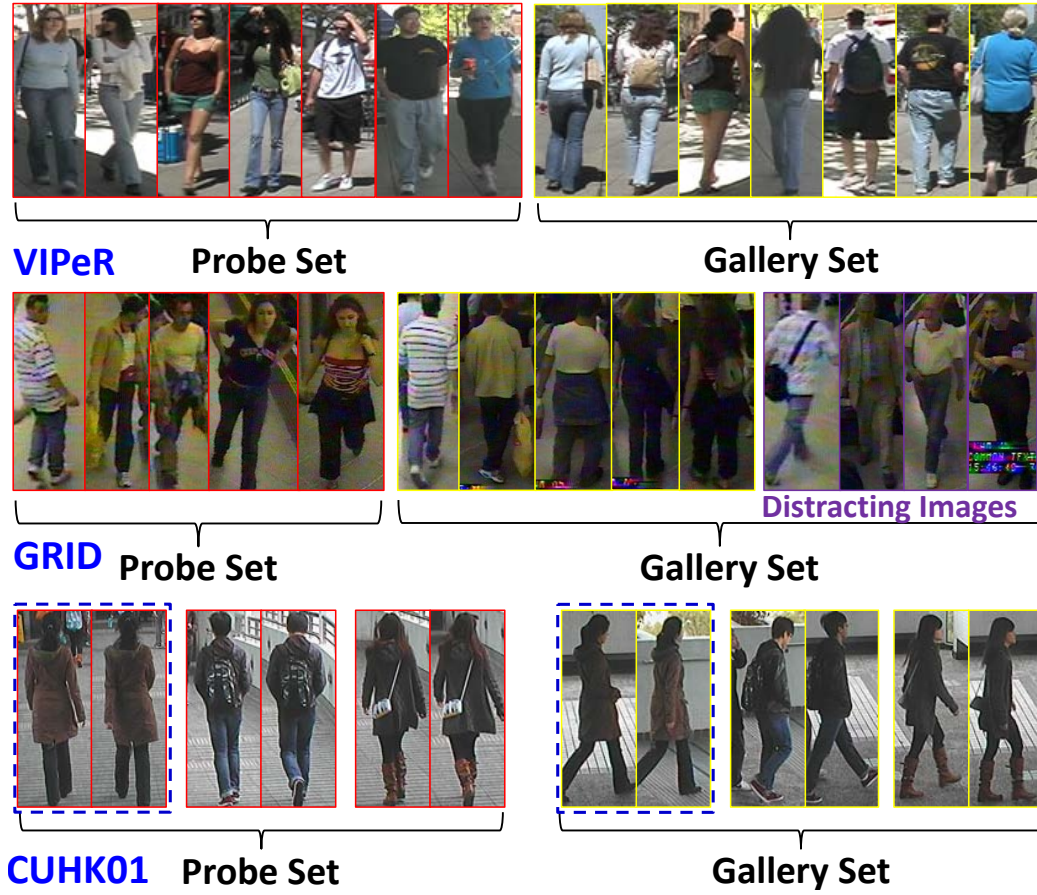 Probe Set
Gallery Set
VIPeR
Distracting Images
GRID
Probe Set
Gallery Set
CUHK01
Probe Set
Gallery Set